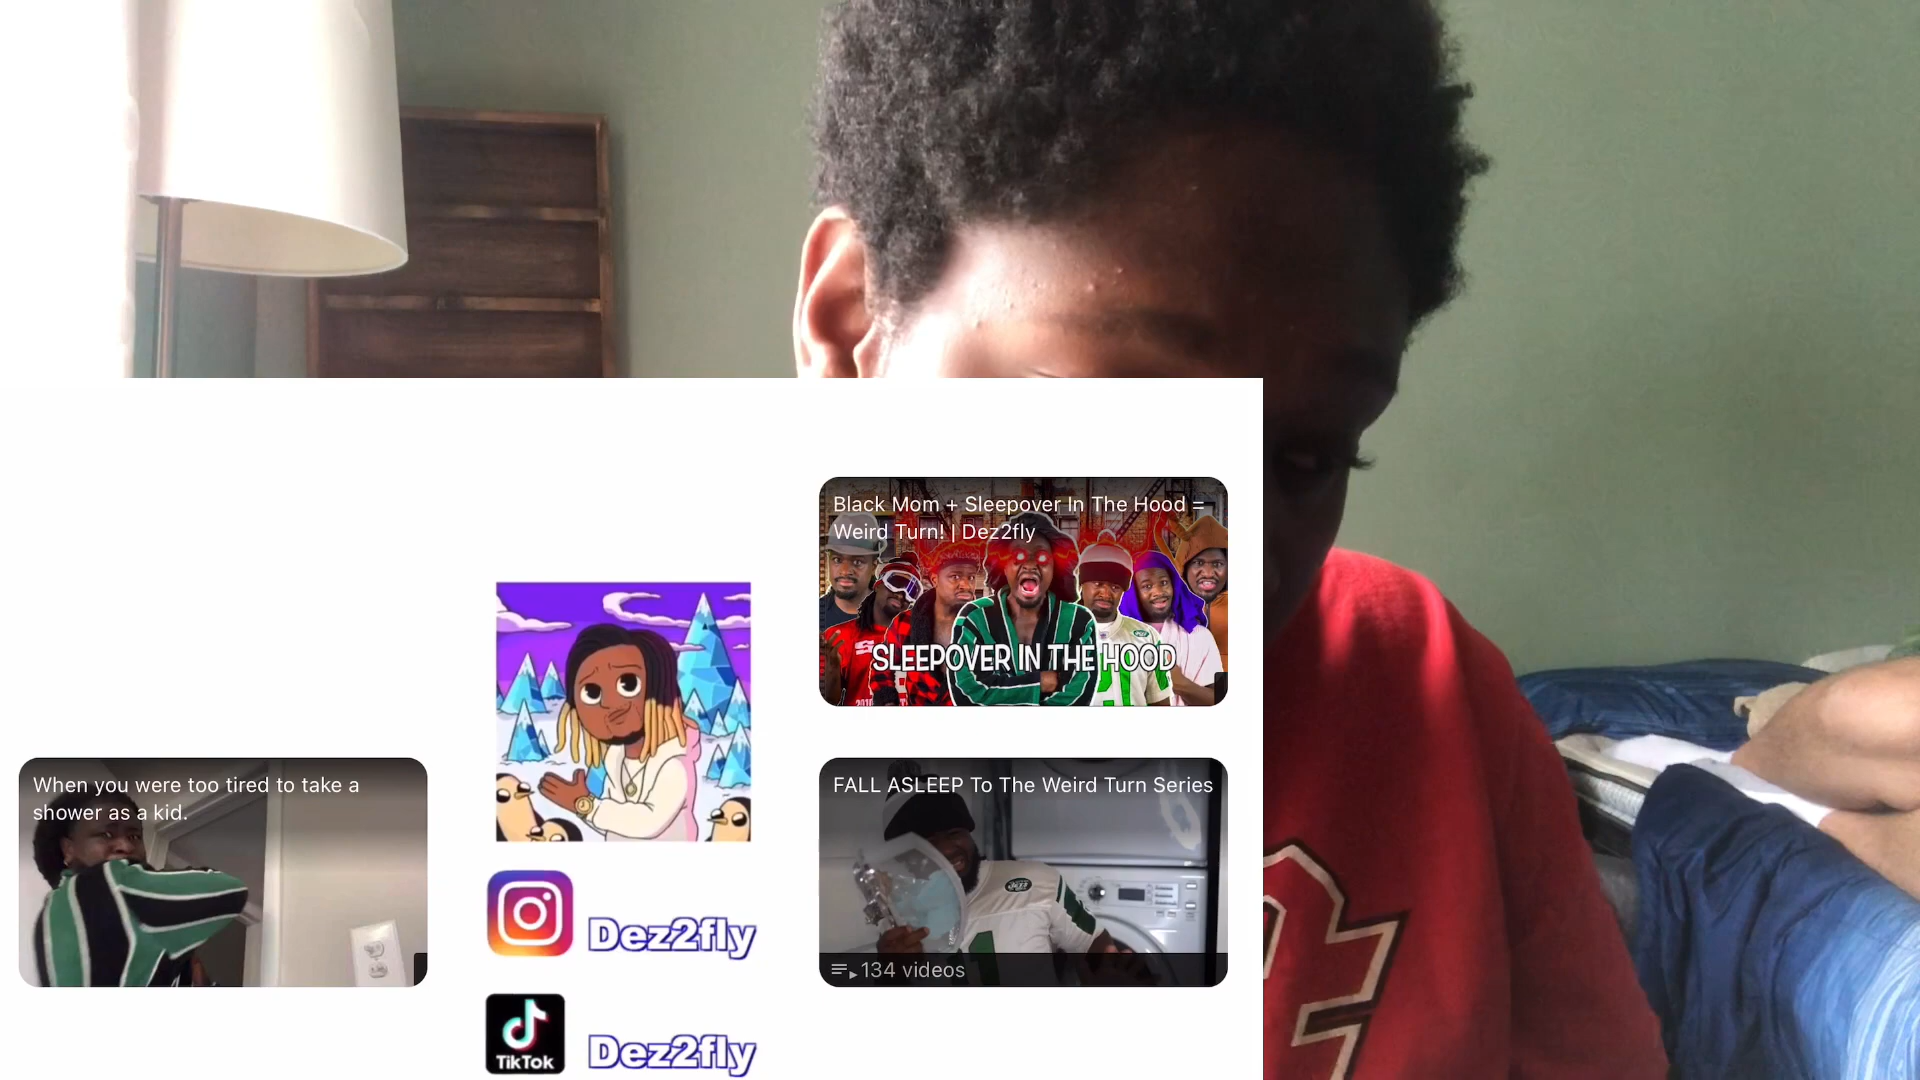 Black Mom + Sleepover In The Hood =
Weird Turn! | Dez2fly
SLEEPOVER IN THE HOOD
When you were too tired to take a
shower as a kid.
FALL ASLEEP To The Weird Turn Series
134 videos
Dez2fly
TikTok
Dez2fly